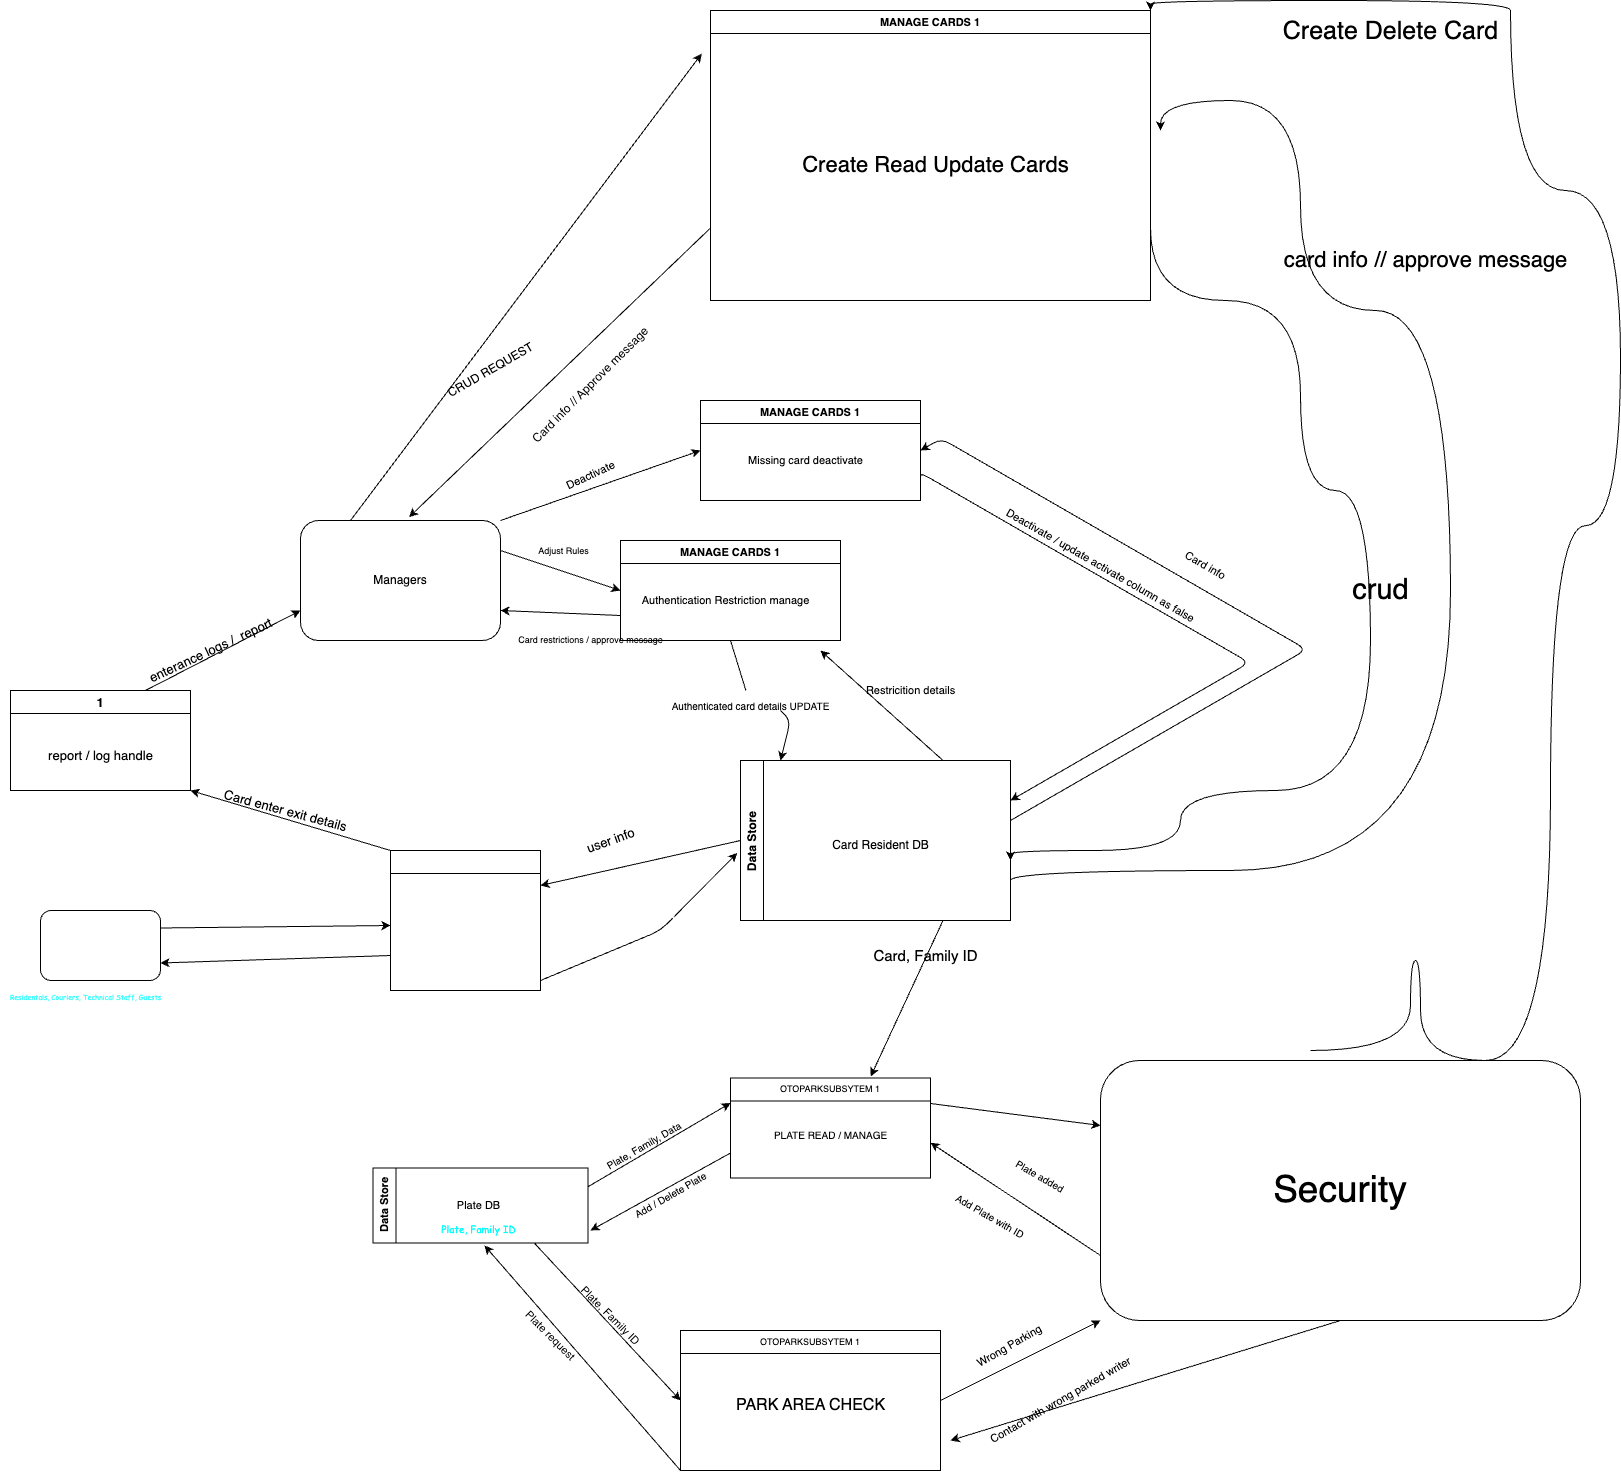 MANAGE CARDS 1
Create Delete Card
Create Read Update Cards
card info // approve message
CRUD REQUEST
Card info // Approve message
MANAGE CARDS 1
Missing card deactivate
Deactivate
Deactivate / update activate column as false
Card info
crud
Managers
Adjust Rules
MANAGE CARDS 1
Authentication Restriction manage
Card restrictions / approve message
enterance logs / report
Restricition details
Authenticated card details UPDATE
1
report / log handle
Card enter exit details
user info
Data Store
Card Resident DB
Residentals, Couriers, Technical Staff, Guests
Card, Family ID
OTOPARKSUBSYTEM 1
PLATE READ / MANAGE
Plate, Family, Data
Add / Delete Plate
Plate added
Add Plate with ID
Security
Data Store
Plate DB
Plate, Family ID
Plate, Family ID
Plate request
OTOPARKSUBSYTEM 1
PARK AREA CHECK
Wrong Parking
Contact with wrong parked writer